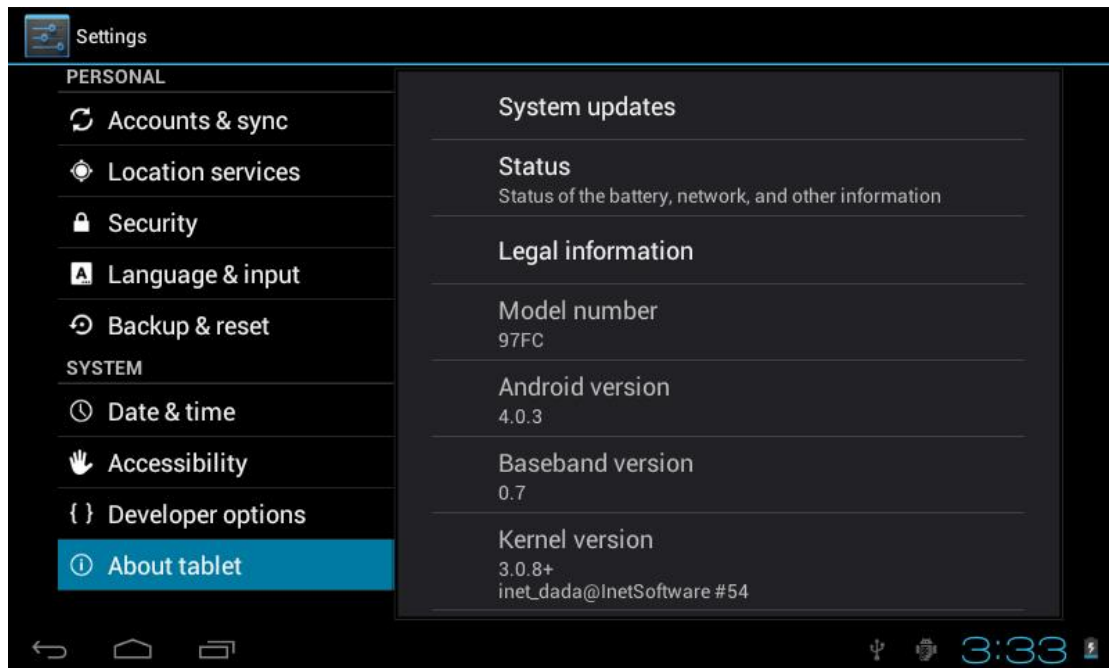 Settings
PERSONAL
Accounts & sync
Location services
Security
Language & input
Backup & reset
SYSTEM
Date & time
Accessibility
{ } Developer options
About tablet
System updates
Status
Status of the battery, network, and other information
Legal information
Model number
97FC
Android version
4.0.3
Baseband version
0.7
Kernel version
3.0.8+
inet_dada@InetSoftware #54
3:33